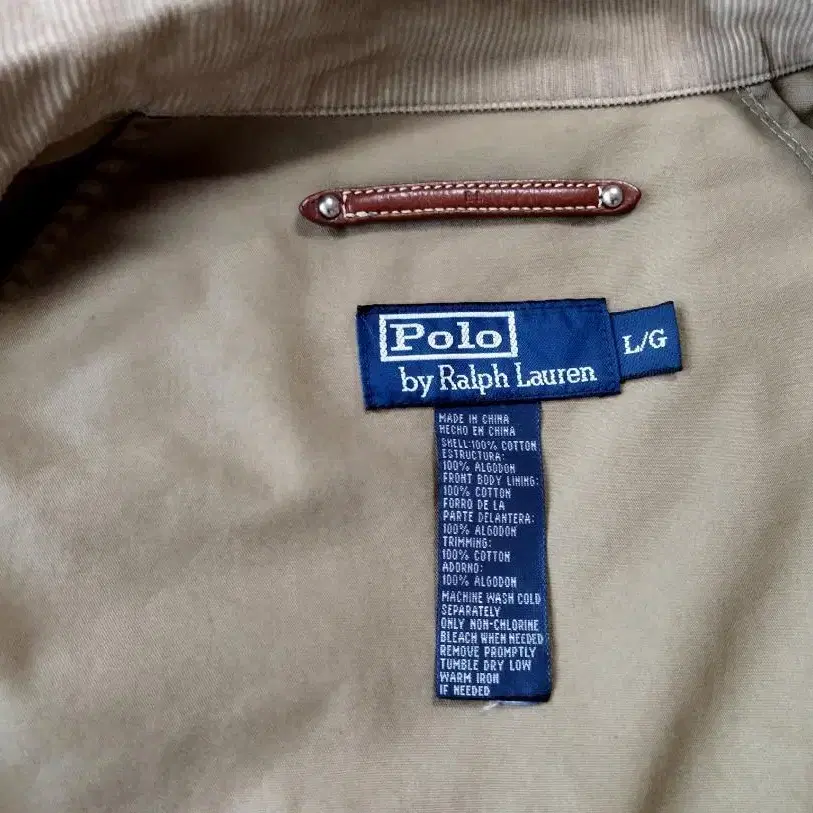 Polo
by Ralph Lauren
L/G
MADE IN CHINA
HECHO EN CHINA
SHELL:100% COTTON
ESTRUCTURA:
100% ALGODON
FRONT BODY LINING:
100% COTTON
FORRO DE LA
PARTE DELANTERA:
100% ALGODON
TRIMMING:
100% COTTON
ADORNO:
100% ALGODON
MACHINE WASH COLD
SEPARATELY
ONLY NON-CHLORINE
BLEACH WHEN NEEDED
REMOVE PROMPTLY
TUMBLE DRY LOW
WARM IRON
IF NEEDED